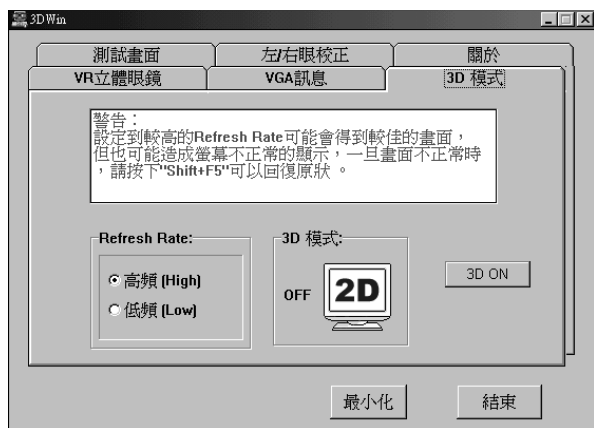 3DWin
測試畫面
左/右眼校正
關於
VR立體眼鏡
VGA訊息
3D 模式
警告：
設定到較高的Refresh Rate可能會得到較佳的畫面，
但也可能造成螢幕不正常的顯示，一旦畫面不正常時
，請按下"Shift+F5"可以回復原狀。
Refresh Rate:
高頻 (High)
低頻 (Low)
3D 模式:
OFF
2D
3D ON
最小化
結束